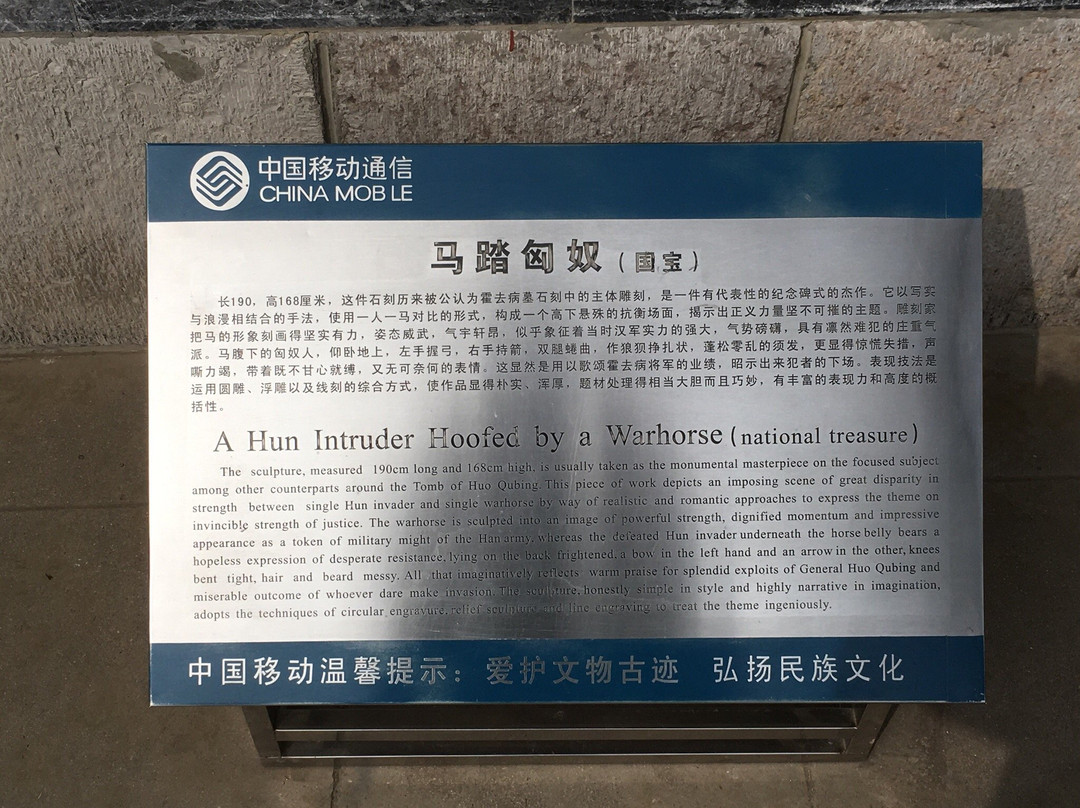 中国移动通信
CHINA MOB LE
马踏匈奴（国宝）
长190，高168厘米，这件石刻历来被公认为霍去病墓石刻中的主体雕刻，是一件有代表性的纪念碑式的杰作。它以写实
与浪漫相结合的手法，使用一人一马对比的形式，构成一个高下悬殊的抗衡场面，揭示出正义力量坚不可摧的主题。雕刻家
把马的形象刻画得坚实有力，姿态威武，气宇轩昂，似乎象征着当时汉军实力的强大，气势磅礴，具有凛然难犯的庄重气
派。马腹下的匈奴人，仰卧地上，左手握弓，右手持箭，双腿蜷曲，作狼狈挣扎状，蓬松零乱的须发，更显得惊慌失措，声
嘶力竭，带着既不甘心就缚，又无可奈何的表情。这显然是用以歌颂霍去病将军的业绩，昭示出来犯者的下场。表现技法是
运用圆雕、浮雕以及线刻的综合方式，使作品显得朴实、浑厚，题材处理得相当大胆而且巧妙，有丰富的表现力和高度的概
括性。
A Hun Intruder Hoofed by a Warhorse (national treasure)
The sculpture, measured 190cm long and 168cm high, is usually taken as the monumental masterpiece on the focused subject
among other counterparts around the Tomb of Huo Qubing. This piece of work depicts an imposing scene of great disparity in
strength between single Hun invader and single warhorse by way of realistic and romantic approaches to express the theme on
invincible strength of justice. The warhorse is sculpted into an image of powerful strength, dignified momentum and impressive
appearance as a token of military might of the Han army, whereas the defeated Hun invader underneath the horse belly bears a
hopeless expression of desperate resistance, lying on the back frightened, a bow in the left hand and an arrow in the other, knees
bent tight, hair and beard messy. All that imaginatively reflects warm praise for splendid exploits of General Huo Qubing and
miserable outcome of whoever dare make invasion. The sculpture, honestly simple in style and highly narrative in imagination,
adopts the techniques of circular engravure, relief sculpture and line engraving to treat the theme ingeniously.
中国移动温馨提示：爱护文物古迹 弘扬民族文化